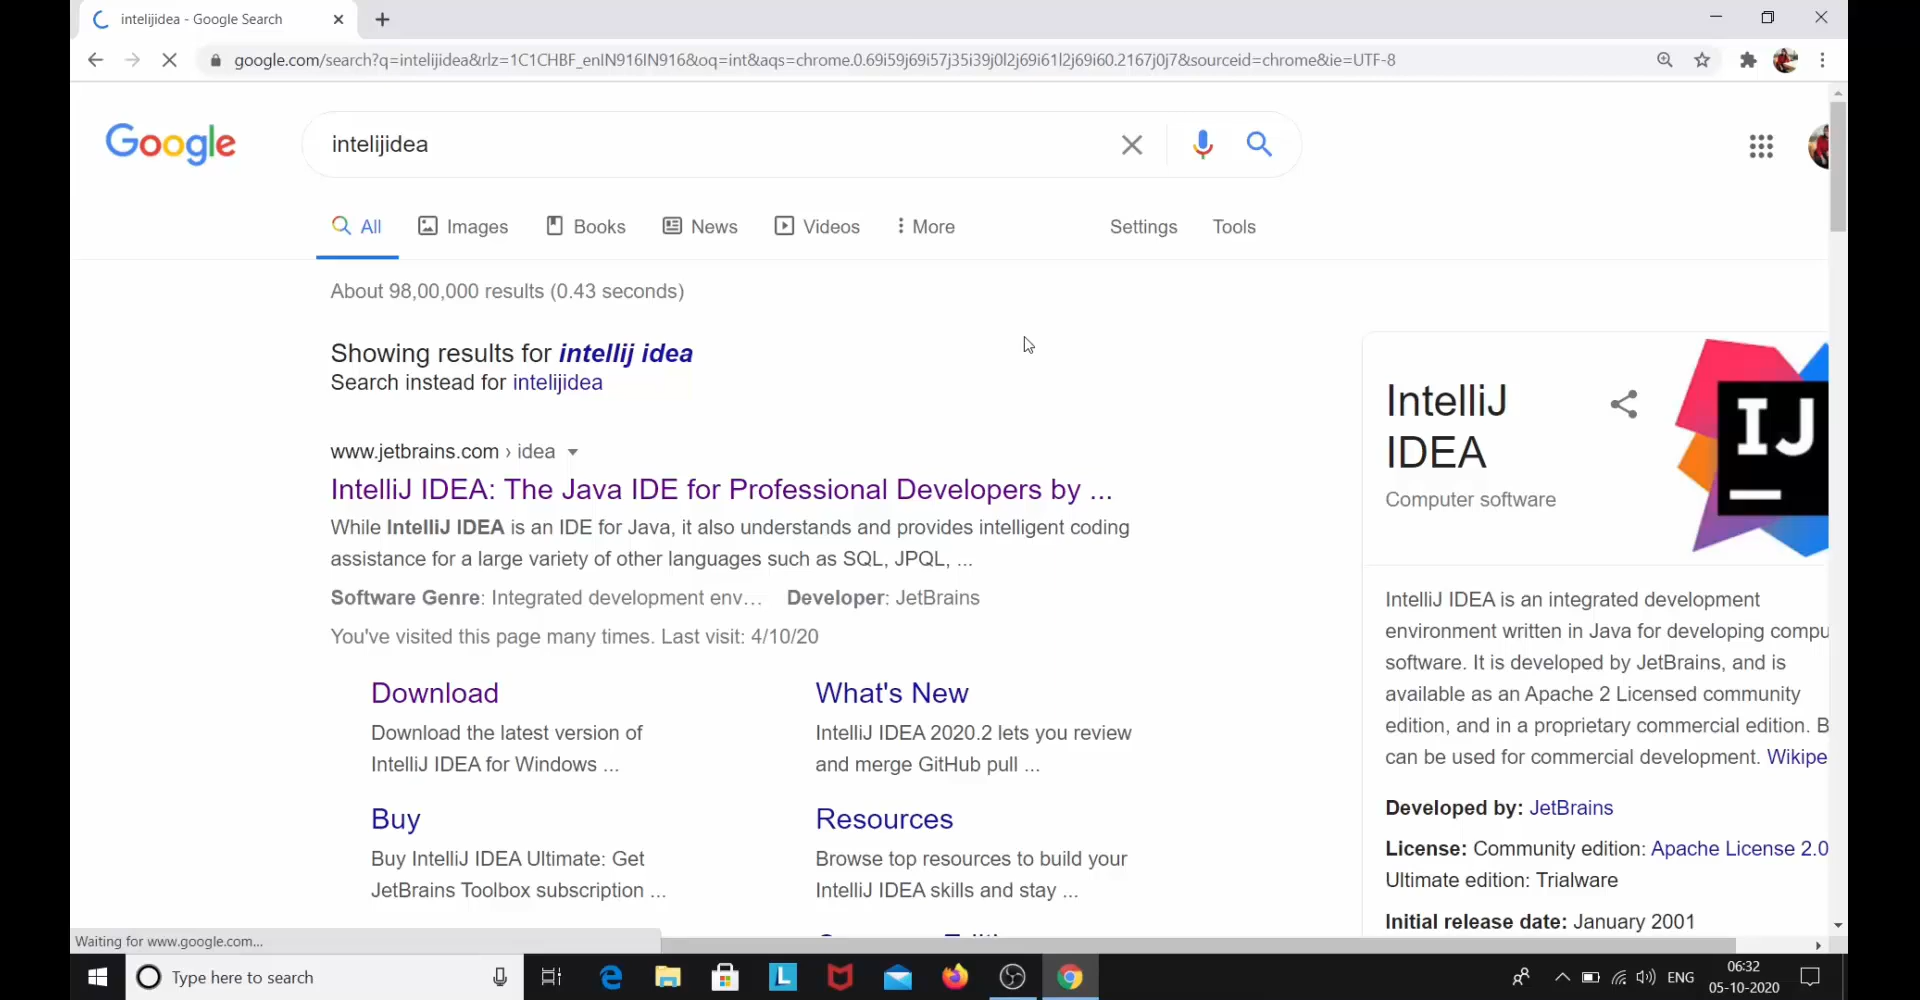 intelijidea - Google Search
google.com/search?q=intelijidea&rlz=1C1CHBF_enIN916IN916&oq=int&aqs=chrome.0.69i59j69i57j35i39j0l2j69i61l2j69i60.2167j0j7&sourceid=chrome&ie=UTF-8
Google
intelijidea
All
Images
Books
News
Videos
More
Settings
Tools
About 98,00,000 results (0.43 seconds)
Showing results for intellij idea
Search instead for intelijidea
www.jetbrains.com › idea
IntelliJ IDEA: The Java IDE for Professional Developers by ...
While IntelliJ IDEA is an IDE for Java, it also understands and provides intelligent coding
assistance for a large variety of other languages such as SQL, JPQL, ...
Software Genre: Integrated development env... Developer: JetBrains
You've visited this page many times. Last visit: 4/10/20
Download
Download the latest version of
IntelliJ IDEA for Windows ...
What's New
IntelliJ IDEA 2020.2 lets you review
and merge GitHub pull ...
Buy
Buy IntelliJ IDEA Ultimate: Get
JetBrains Toolbox subscription ...
Resources
Browse top resources to build your
IntelliJ IDEA skills and stay ...
IntelliJ
IDEA
Computer software
IJ
IntelliJ IDEA is an integrated development
environment written in Java for developing compu
software. It is developed by JetBrains, and is
available as an Apache 2 Licensed community
edition, and in a proprietary commercial edition. B
can be used for commercial development. Wikipe
Developed by: JetBrains
License: Community edition: Apache License 2.0
Ultimate edition: Trialware
Initial release date: January 2001
Waiting for www.google.com...
Type here to search
L
ENG
06:32
05-10-2020